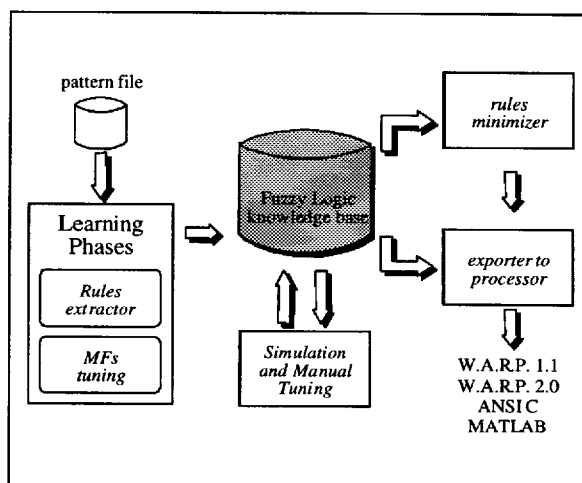 pattern file
Learning
Phases
Rules
extractor
MFs
tuning
Fuzzy Logic
knowledge base
Simulation
and Manual
Tuning
rules
minimizer
exporter to
processor
W.A.R.P. 1.1
W.A.R.P. 2.0
ANSI C
MATLAB